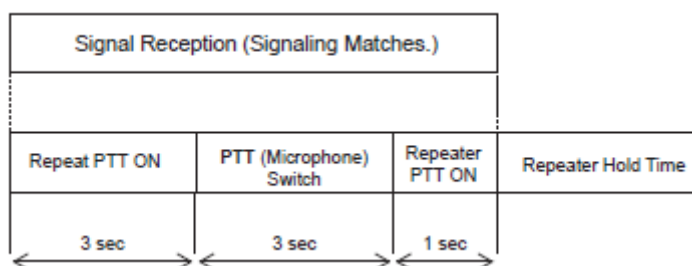 Signal Reception (Signaling Matches.)
Repeat PTT ON
PTT (Microphone)
Switch
Repeater
PTT ON
Repeater Hold Time
3 sec
3 sec
1 sec